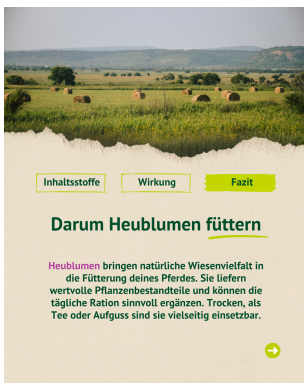 Inhaltsstoffe
Wirkung
Fazit
Darum Heublumen füttern
Heublumen bringen natürliche Wiesenvielfalt in
die Fütterung deines Pferdes. Sie liefern
wertvolle Pflanzenbestandteile und können die
tägliche Ration sinnvoll ergänzen. Trocken, als
Tee oder Aufguss sind sie vielseitig einsetzbar.